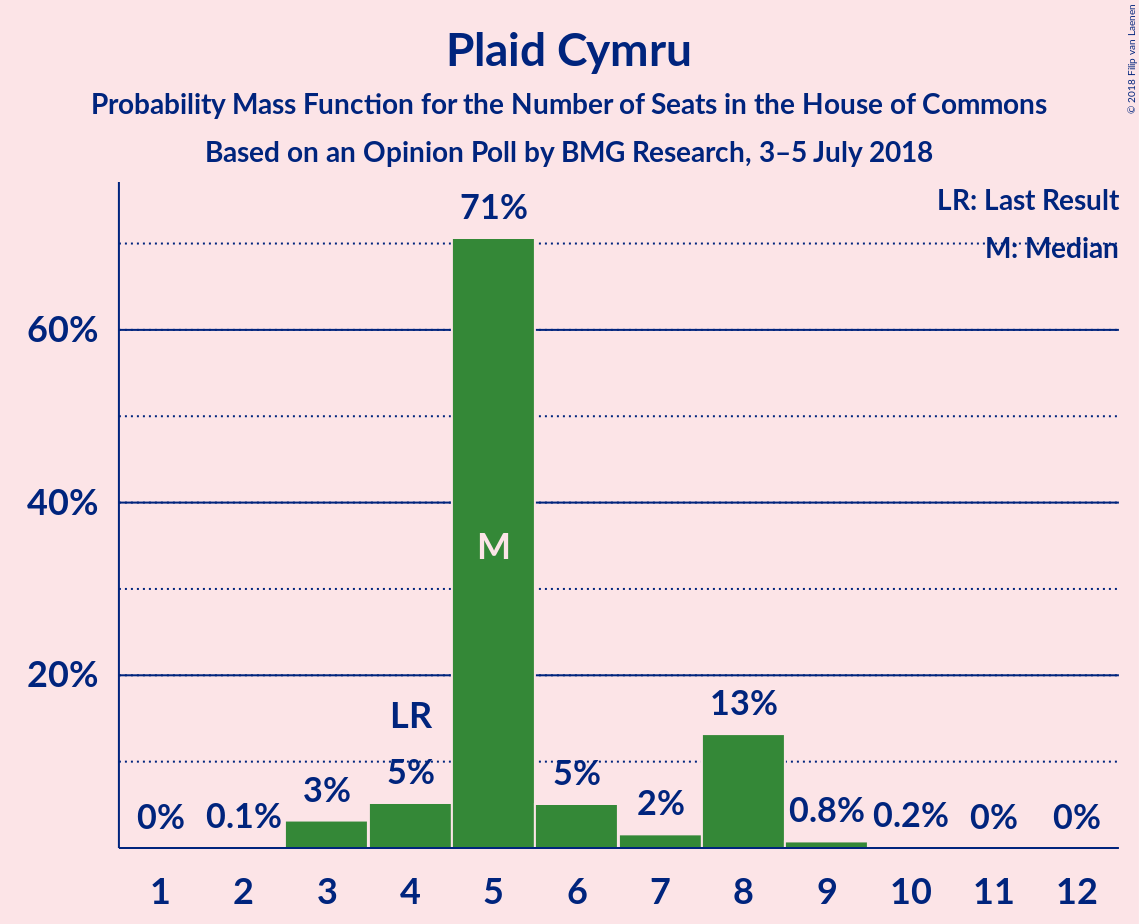 Plaid Cymru
Probability Mass Function for the Number of Seats in the House of Commons
Based on an Opinion Poll by BMG Research, 3–5 July 2018
© 2018 Filip van Laenen
LR: Last Result
M: Median
60%
40%
20%
0%
0.1%
3%
LR
5%
71%
M
5%
2%
13%
0.8%
0.2%
0%
0%
1 2 3 4 5 6 7 8 9 10 11 12